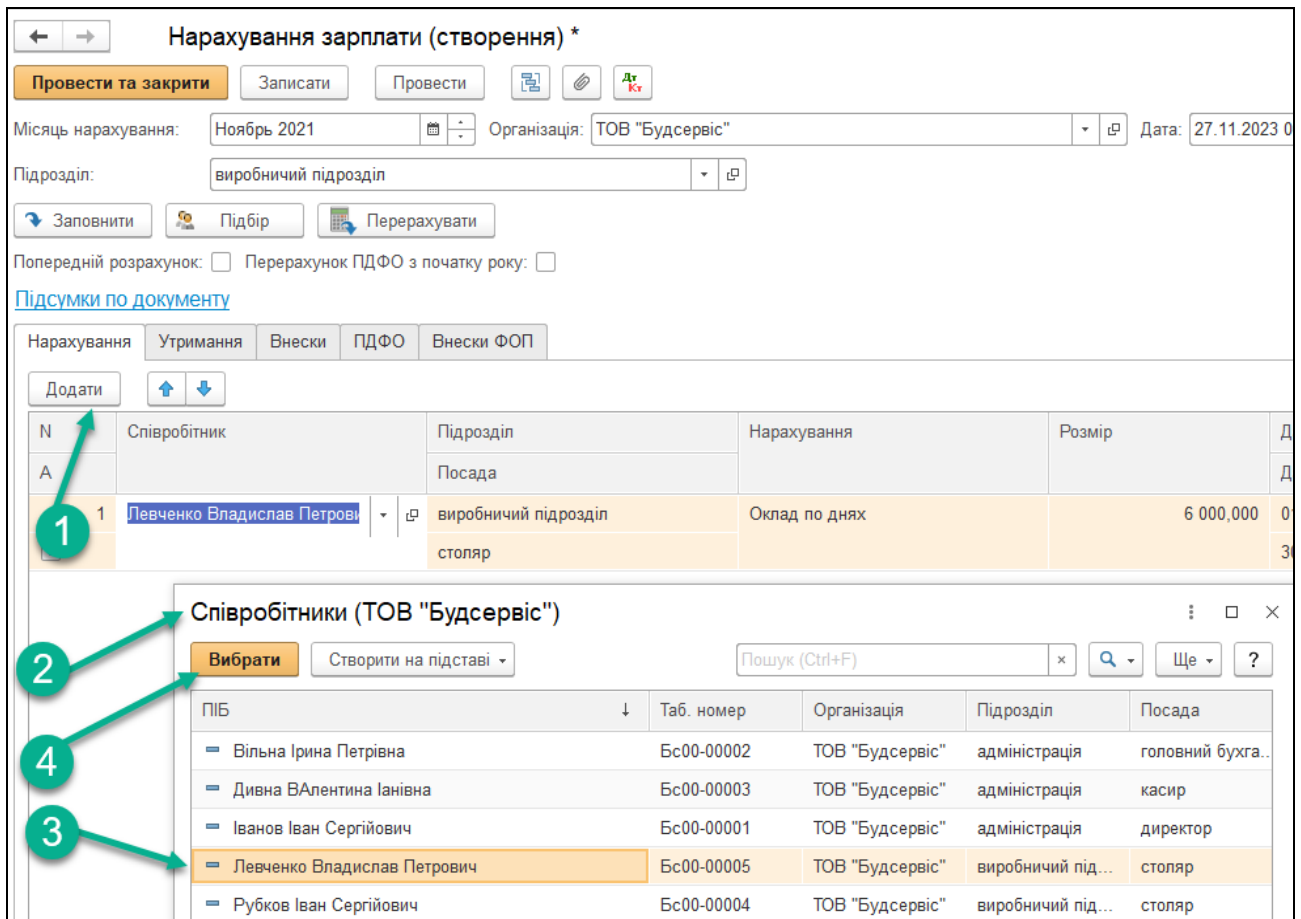 Нарахування зарплати (створення) *
Провести та закрити Записати Провести Дт Кт
Місяць нарахування: Ноябрь 2021 Організація: ТОВ "Будсервіс" Дата: 27.11.2023 0
Підрозділ: виробничий підрозділ
Заповнити Підбір Перерахувати
Попередній розрахунок: Перерахунок ПДФО з початку року:
Підсумки по документу
Нарахування Утримання Внески ПДФО Внески ФОП
Додати
N Співробітник Підрозділ Нарахування Розмір Д
А Посада Д
1 Левченко Владислав Петрови виробничий підрозділ Оклад по днях 6 000,000 01
1
столяр 30
Співробітники (ТОВ "Будсервіс")
2
Вибрати Створити на підставі Пошук (Ctrl+F) × Ще ?
ПІБ ↓ Таб. номер Організація Підрозділ Посада
Вільна Ірина Петрівна Бс00-00002 ТОВ "Будсервіс" адміністрація головний бухга...
4
Дивна ВАлентина Іанівна Бс00-00003 ТОВ "Будсервіс" адміністрація касир
3
Іванов Іван Сергійович Бс00-00001 ТОВ "Будсервіс" адміністрація директор
Левченко Владислав Петрович Бс00-00005 ТОВ "Будсервіс" виробничий під... столяр
Рубков Іван Сергійович Бс00-00004 ТОВ "Будсервіс" виробничий під... столяр